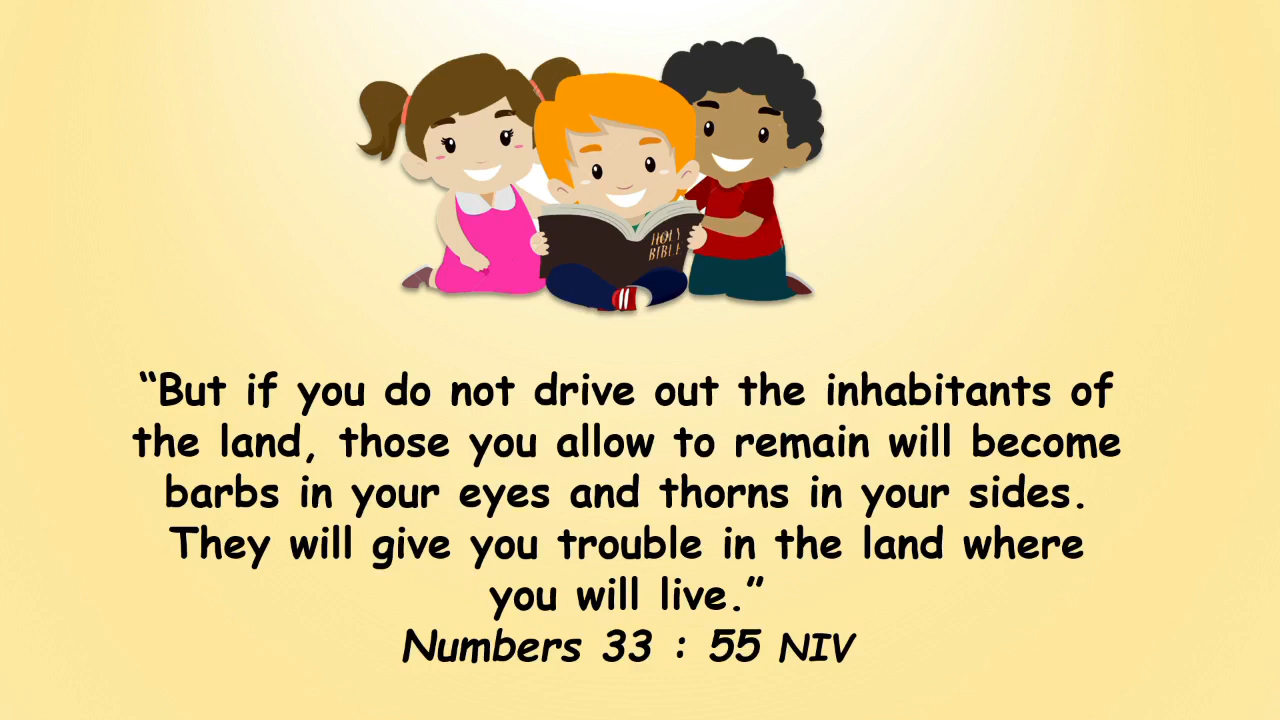 HOLY
BIBLE
“But if you do not drive out the inhabitants of
the land, those you allow to remain will become
barbs in your eyes and thorns in your sides.
They will give you trouble in the land where
you will live.”
Numbers 33 : 55 NIV